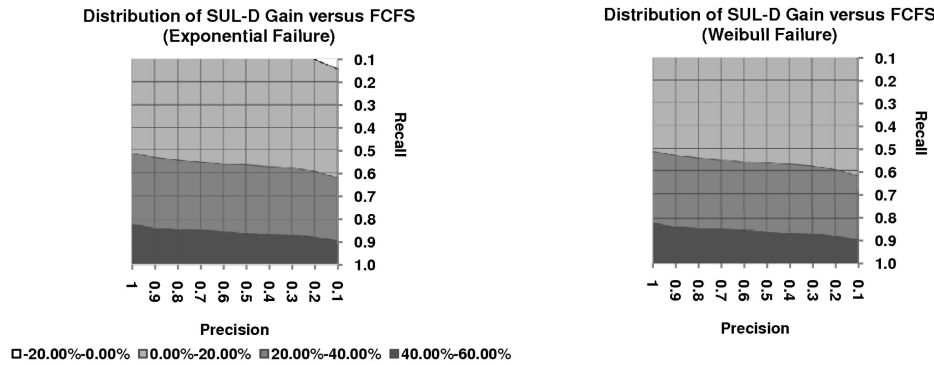 Distribution of SUL-D Gain versus FCFS
(Exponential Failure)
0.1
0.2
0.3
0.4
0.5
0.6
0.7
0.8
0.9
1.0
Recall
1 0.9 0.8 0.7 0.6 0.5 0.4 0.3 0.2 0.1
Precision
-20.00%-0.00% 0.00%-20.00% 20.00%-40.00% 40.00%-60.00%
Distribution of SUL-D Gain versus FCFS
(Weibull Failure)
0.1
0.2
0.3
0.4
0.5
0.6
0.7
0.8
0.9
1.0
Recall
1 0.9 0.8 0.7 0.6 0.5 0.4 0.3 0.2 0.1
Precision